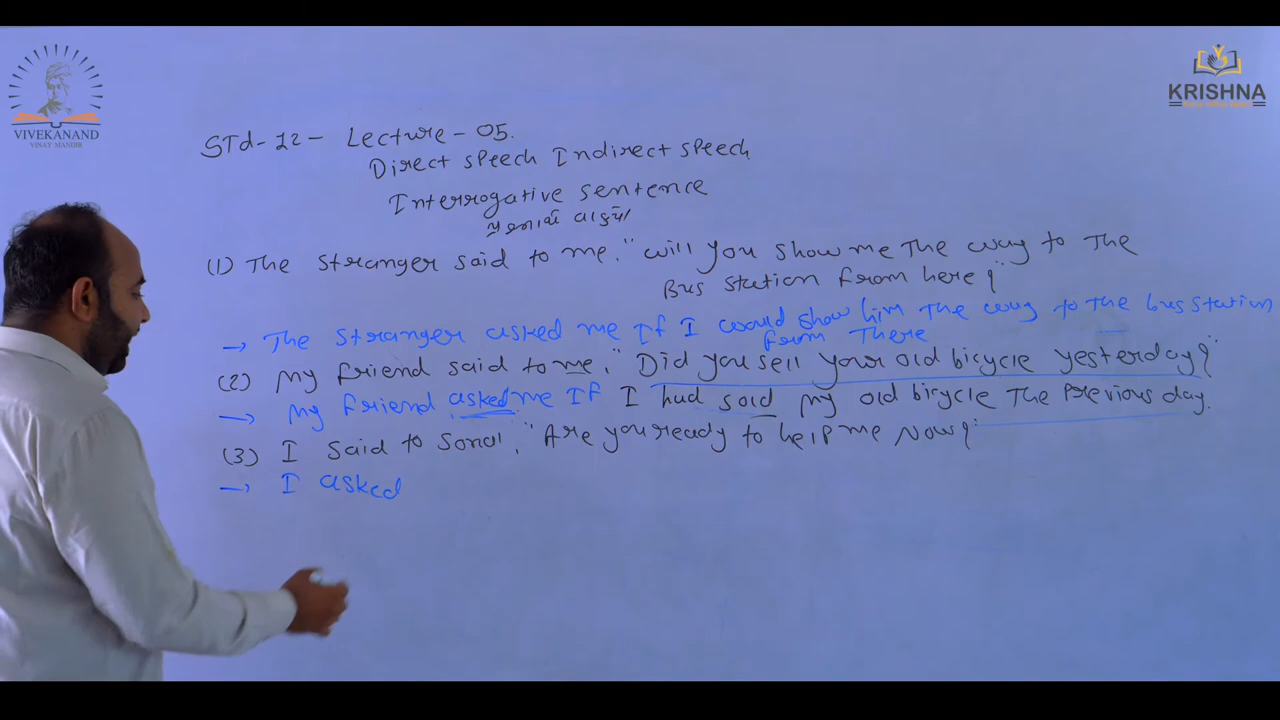 VIVEKANAND
VINAY MANDIR
KRISHNA
STd-12- Lecture-05.
Direct speech Indirect speech
Interrogative sentence
(1) The stranger said to me, "will you show me The way to The
Bus station from here?"
→ The stranger asked me If I would show him The way to The bus station
from There
(2) My friend said to me, "Did you sell your old bicycle yesterday?"
→ My friend asked me If I had sold my old bicycle The Previous day.
(3) I said to Sonal, "Are you ready to help me Now?"
→ I asked